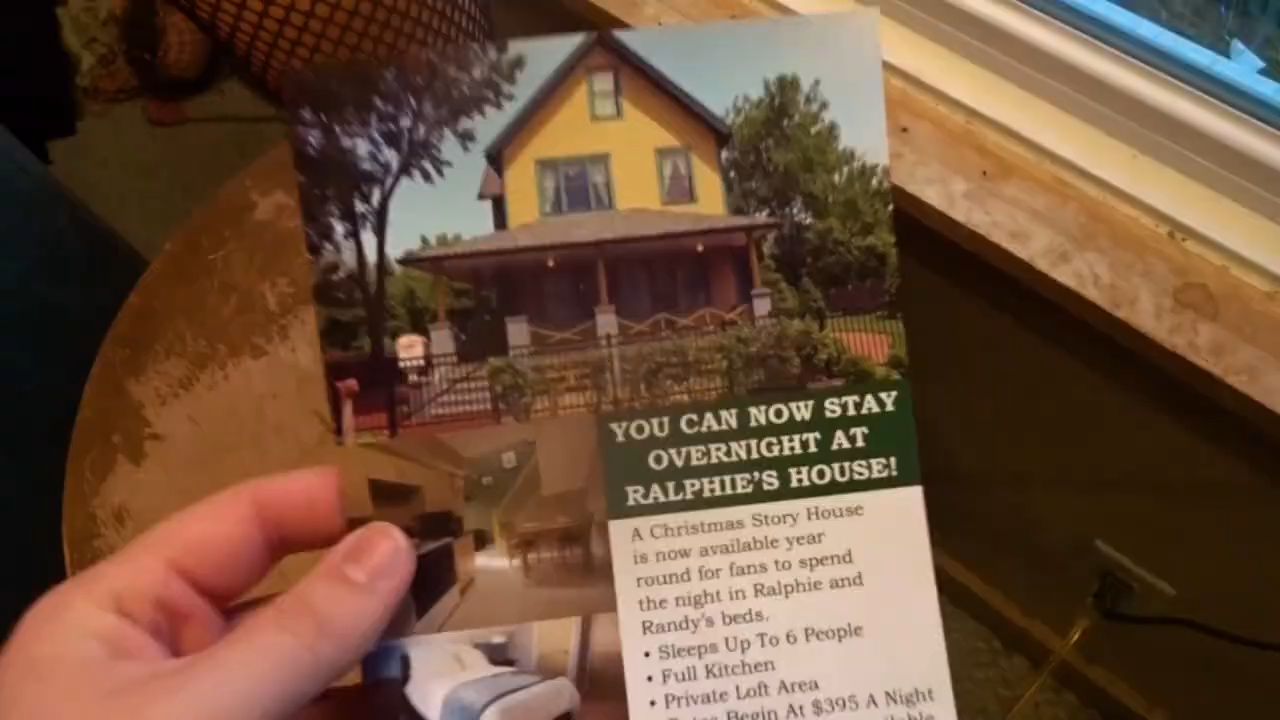 YOU CAN NOW STAY
OVERNIGHT AT
RALPHIE'S HOUSE!
A Christmas Story House
is now available year
round for fans to spend
the night in Ralphie and
Randy's beds.
• Sleeps Up To 6 People
• Full Kitchen
• Private Loft Area
• Rates Begin At $395 A Night